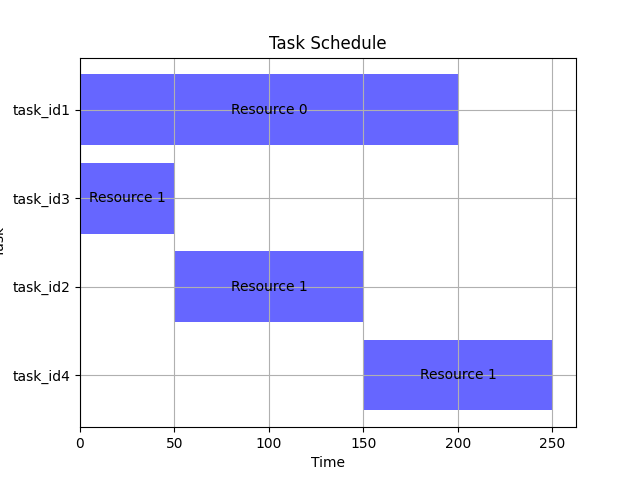 Task Schedule
task_id1
Resource 0
task_id3
Resource 1
task_id2
Resource 1
task_id4
Resource 1
0 50 100 150 200 250
Time